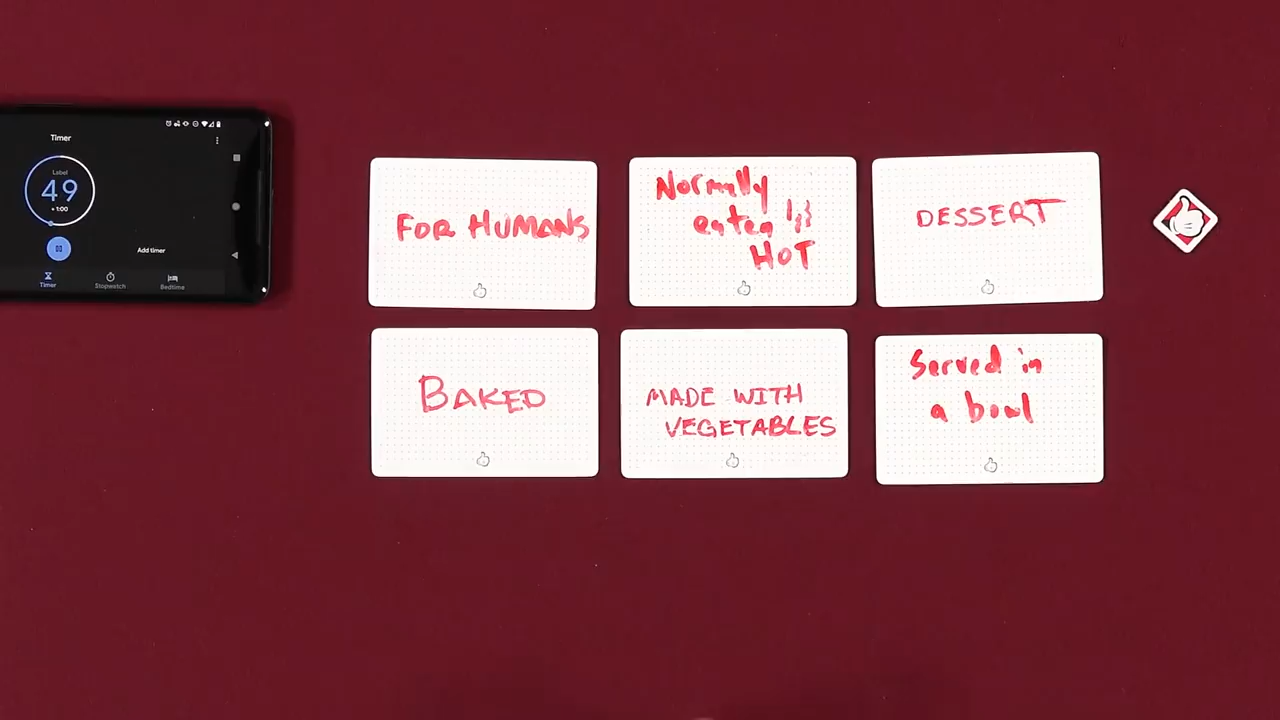 Timer
Label
49
+ 1:00
Add timer
Timer
Stopwatch
Bedtime
FOR HUMANS
Normally
eaten
HOT
DESSERT
BAKED
MADE WITH
VEGETABLES
Served in
a bowl